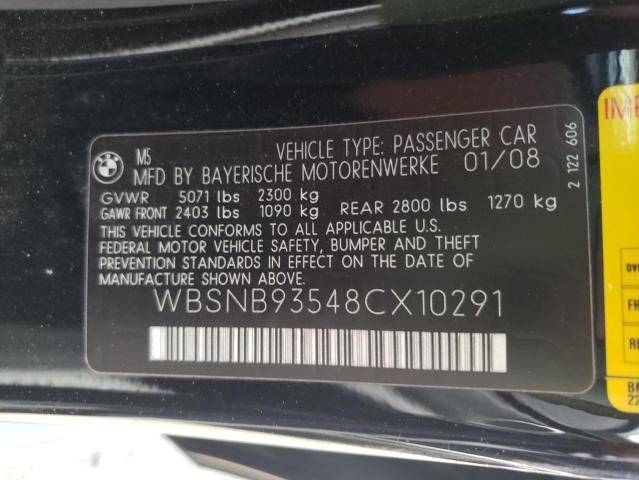 M5
VEHICLE TYPE: PASSENGER CAR
MFD BY BAYERISCHE MOTORENWERKE 01/08
GVWR 5071 lbs 2300 kg
GAWR FRONT 2403 lbs 1090 kg REAR 2800 lbs 1270 kg
THIS VEHICLE CONFORMS TO ALL APPLICABLE U.S.
FEDERAL MOTOR VEHICLE SAFETY, BUMPER AND THEFT
PREVENTION STANDARDS IN EFFECT ON THE DATE OF
MANUFACTURE SHOWN ABOVE.
WBSNB93548CX10291
2 122 606